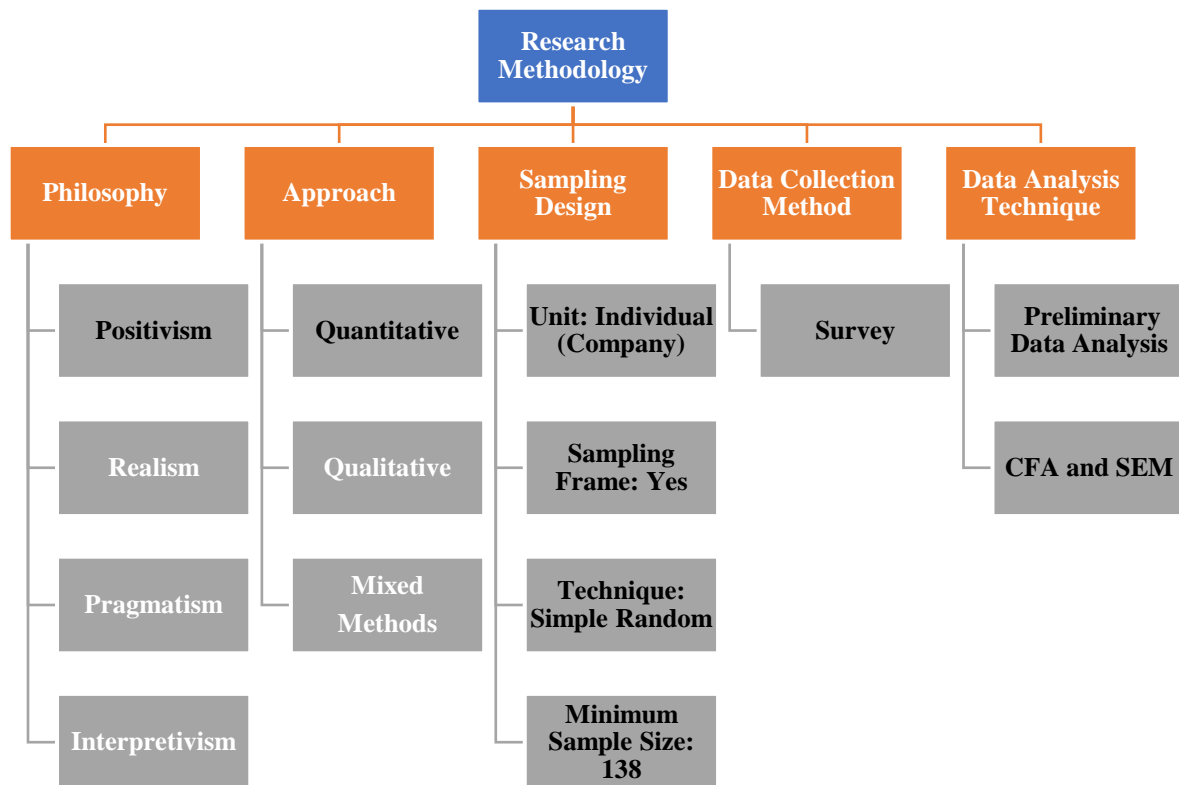 Research
Methodology
Philosophy
Approach
Sampling
Design
Data Collection
Method
Data Analysis
Technique
Positivism
Realism
Pragmatism
Interpretivism
Quantitative
Qualitative
Mixed
Methods
Unit: Individual
(Company)
Sampling
Frame: Yes
Technique:
Simple Random
Minimum
Sample Size:
138
Survey
Preliminary
Data Analysis
CFA and SEM